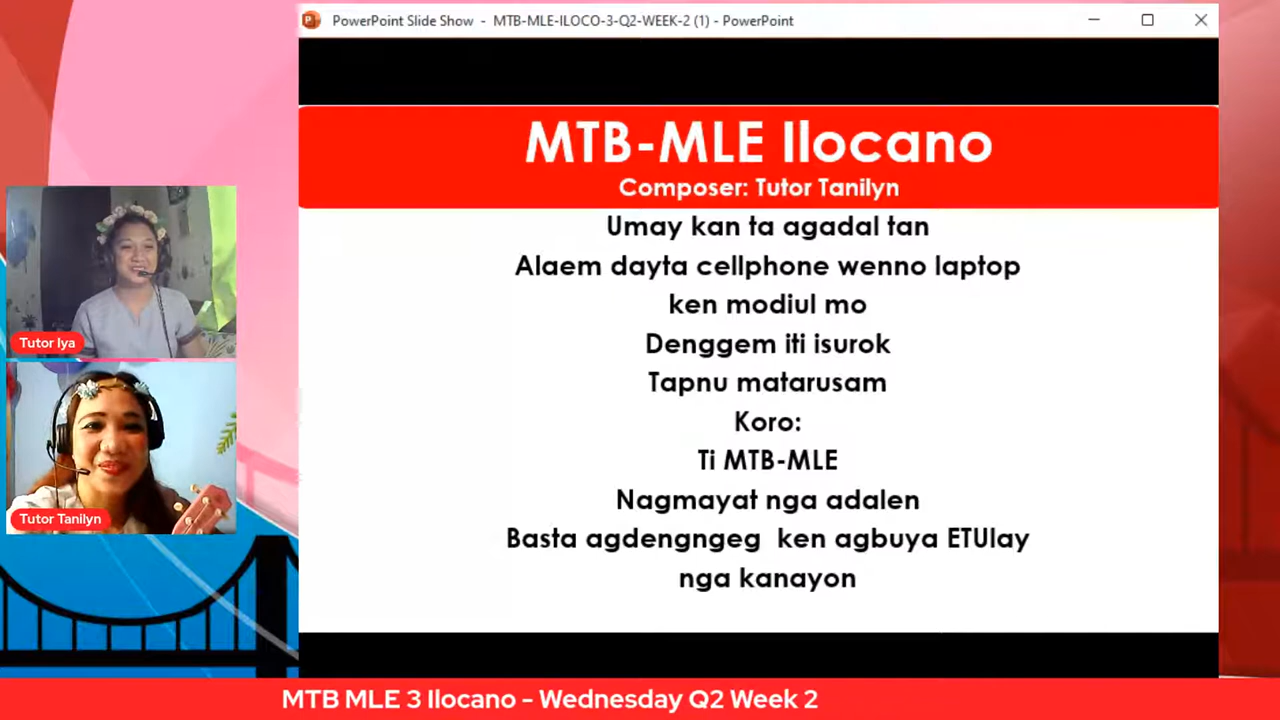 PowerPoint Slide Show - MTB-MLE-ILOCO-3-Q2-WEEK-2 (1) - PowerPoint
MTB-MLE Ilocano
Composer: Tutor Tanilyn
Umay kan ta agadal tan
Alaem dayta cellphone wenno laptop
ken modiul mo
Denggem iti isurok
Tapnu matarusam
Koro:
Ti MTB-MLE
Nagmayat nga adalen
Basta agdengngeg ken agbuya ETUlay
nga kanayon
Tutor Iya
Tutor Tanilyn
MTB MLE 3 Ilocano - Wednesday Q2 Week 2